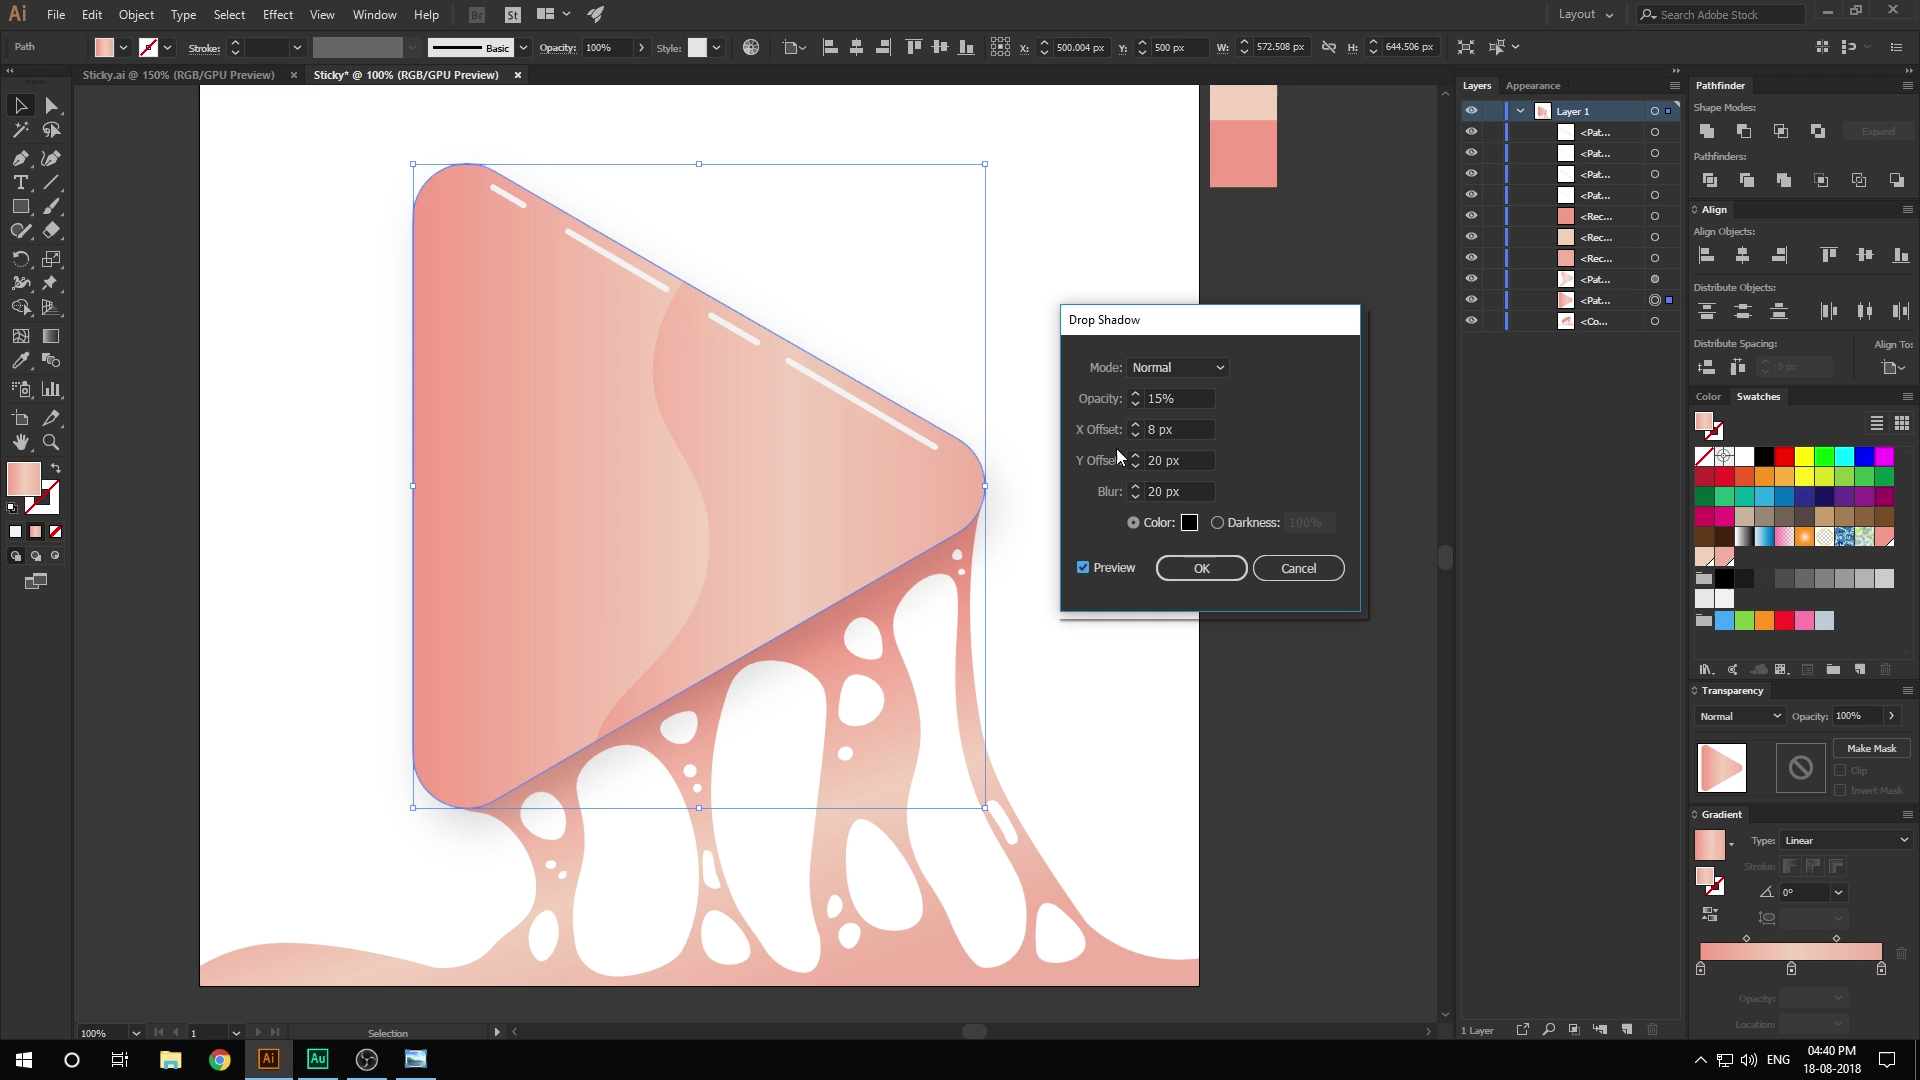 Ai File Edit Object Type Select Effect View Window Help Br St Layout Search Adobe Stock
Path Stroke: Basic Opacity: 100% Style: X: 500.004 px Y: 500 px W: 572.508 px H: 644.506 px
Sticky.ai @ 150% (RGB/GPU Preview) × Sticky* @ 100% (RGB/GPU Preview) ×
Layers Appearance
Layer 1
<Pat...
<Pat...
<Pat...
<Pat...
<Rec...
<Rec...
<Rec...
<Pat...
<Pat...
<Co...
1 Layer
Drop Shadow
Mode: Normal
Opacity: 15%
X Offset: 8 px
Y Offset: 20 px
Blur: 20 px
Color: Darkness: 100%
Preview OK Cancel
Pathfinder
Shape Modes:
Expand
Pathfinders:
Align
Align Objects:
Distribute Objects:
Distribute Spacing: Align To:
0 px
Color Swatches
Transparency
Normal Opacity: 100%
Make Mask
Clip
Invert Mask
Gradient
Type: Linear
Stroke:
0°
Opacity:
Location:
100% 1 Selection
Ai Au ENG 04:40 PM
18-08-2018